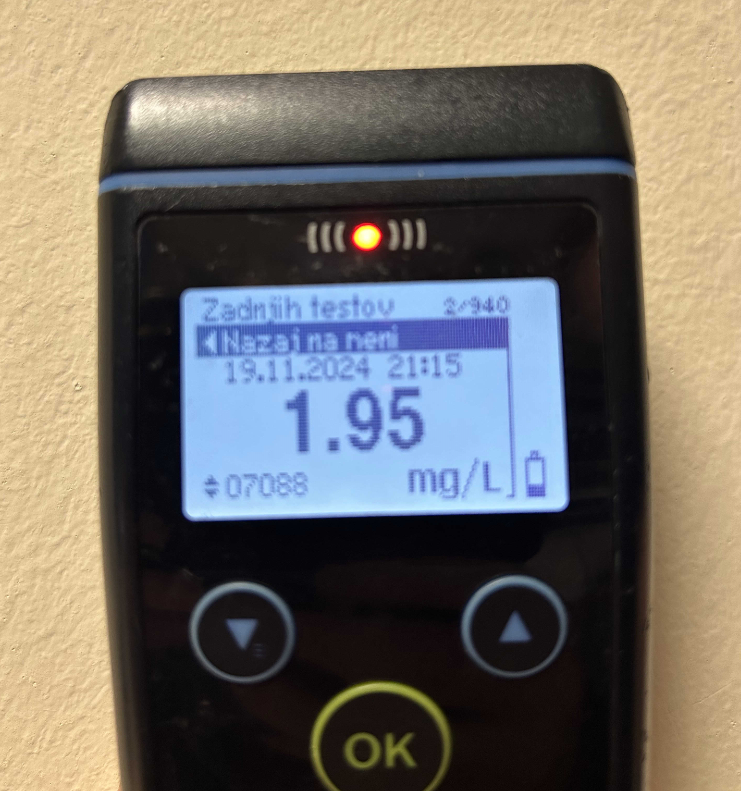 Zadnjih testov 2/940
Nazaj na meni
19.11.2024 21:15
1.95
07088 mg/L
OK